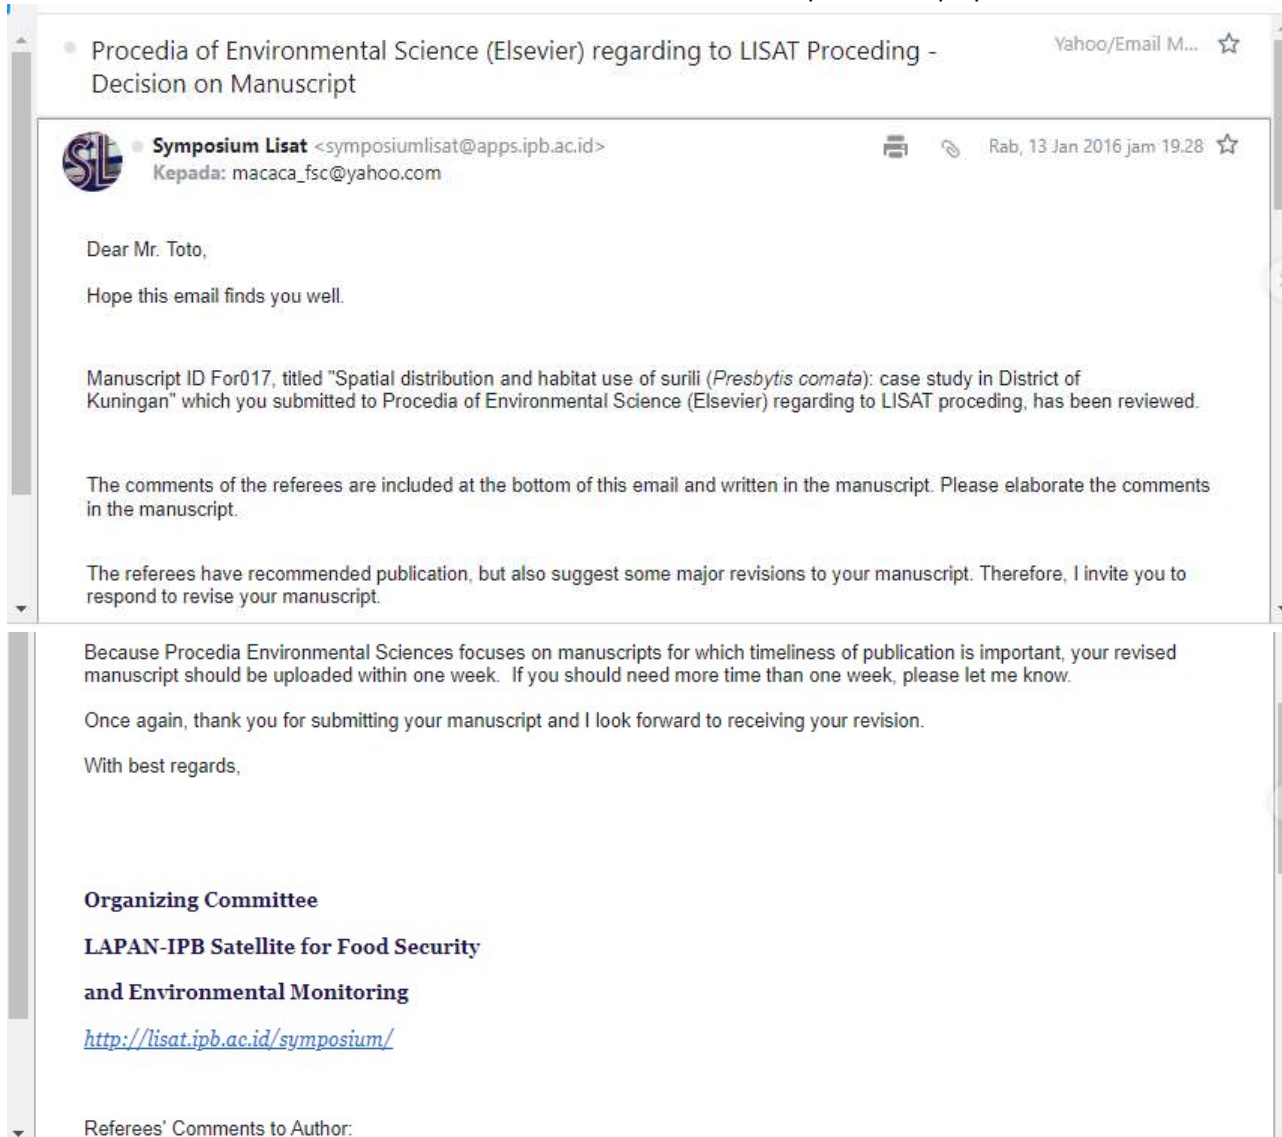 Procedia of Environmental Science (Elsevier) regarding to LISAT Proceding -
Decision on Manuscript
Yahoo/Email M...
SL
Symposium Lisat <symposiumlisat@apps.ipb.ac.id>
Rab, 13 Jan 2016 jam 19.28
Kepada: macaca_fsc@yahoo.com
Dear Mr. Toto,
Hope this email finds you well.
Manuscript ID For017, titled "Spatial distribution and habitat use of surili (Presbytis comata): case study in District of
Kuningan" which you submitted to Procedia of Environmental Science (Elsevier) regarding to LISAT proceding, has been reviewed.
The comments of the referees are included at the bottom of this email and written in the manuscript. Please elaborate the comments
in the manuscript.
The referees have recommended publication, but also suggest some major revisions to your manuscript. Therefore, I invite you to
respond to revise your manuscript.
Because Procedia Environmental Sciences focuses on manuscripts for which timeliness of publication is important, your revised
manuscript should be uploaded within one week. If you should need more time than one week, please let me know.
Once again, thank you for submitting your manuscript and I look forward to receiving your revision.
With best regards,
Organizing Committee
LAPAN-IPB Satellite for Food Security
and Environmental Monitoring
http://lisat.ipb.ac.id/symposium/
Referees' Comments to Author: